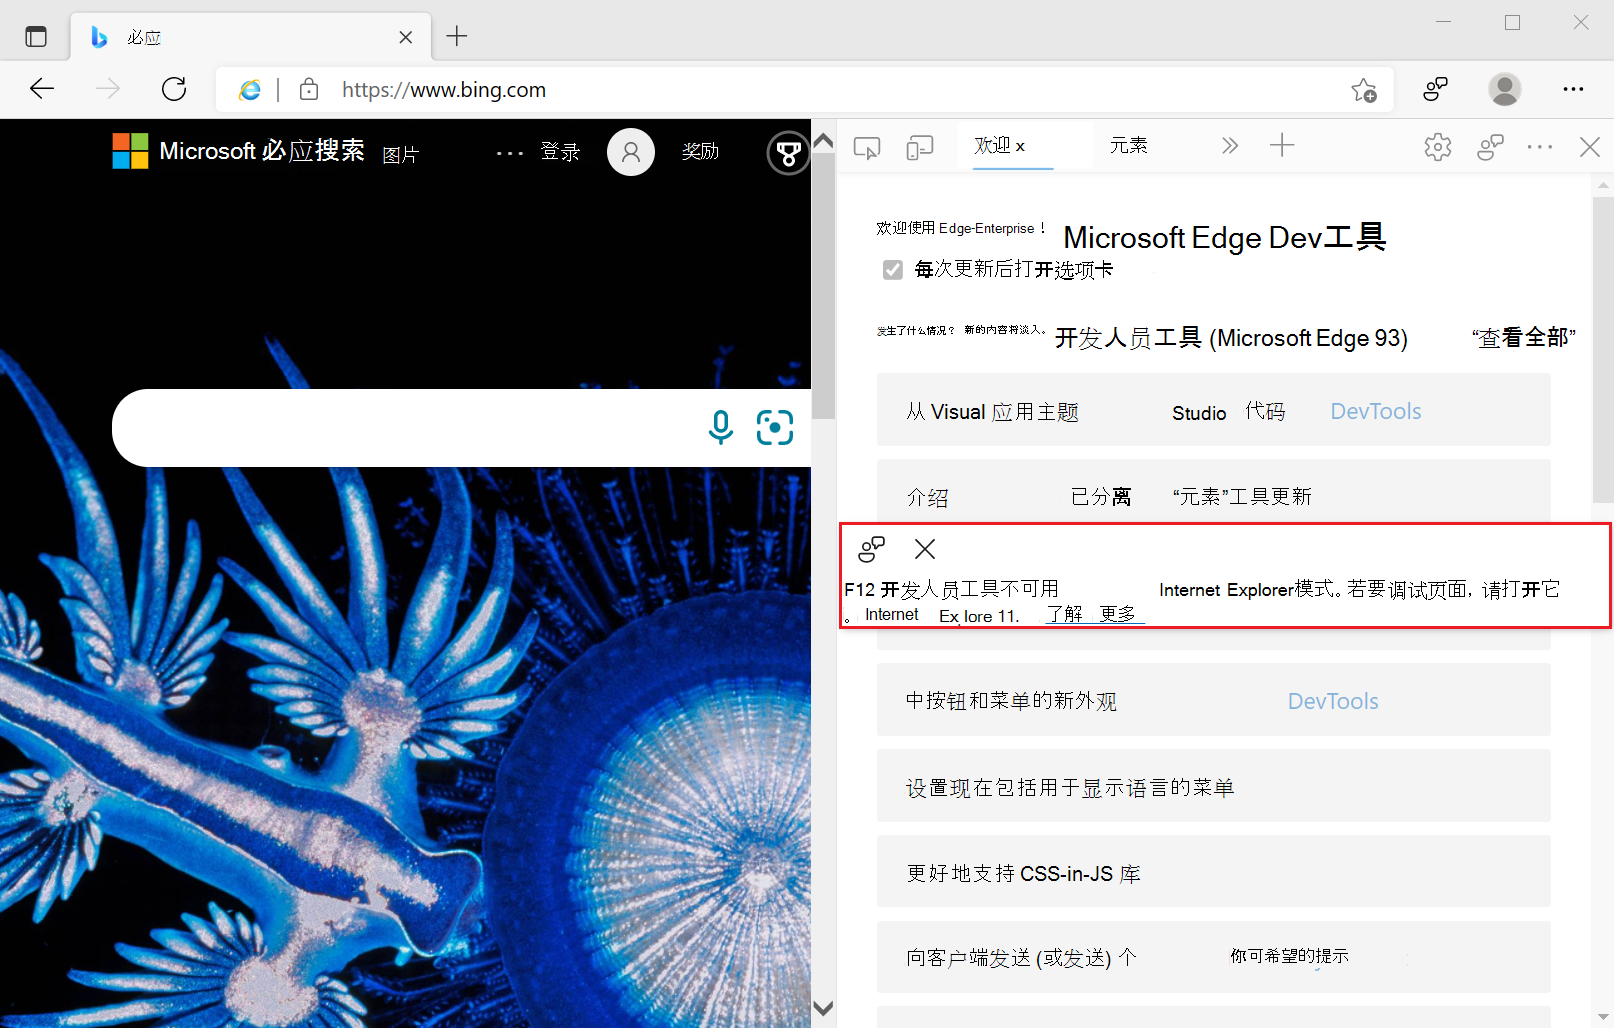 必应
https://www.bing.com
Microsoft 必应搜索 图片 ... 登录 奖励
欢迎 x 元素
欢迎使用 Edge-Enterprise！ Microsoft Edge Dev工具
每次更新后打开选项卡
发生了什么情况？ 新的内容将淡入。 开发人员工具 (Microsoft Edge 93) “查看全部”
从 Visual 应用主题 Studio 代码 DevTools
介绍 已分离 “元素”工具更新
F12 开发人员工具不可用 Internet Explorer模式。若要调试页面，请打开它
。 Internet Ex lore 11. 了解 更多
中按钮和菜单的新外观 DevTools
设置现在包括用于显示语言的菜单
更好地支持 CSS-in-JS 库
向客户端发送 (或发送) 个 你可希望的提示